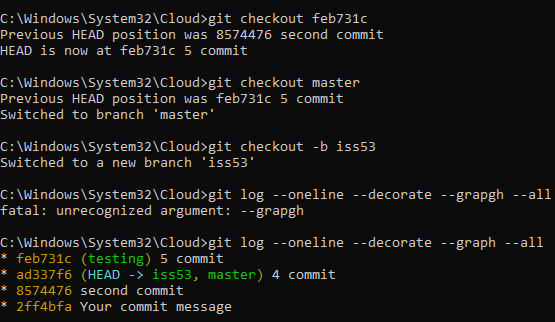 C:\Windows\System32\Cloud>git checkout feb731c
Previous HEAD position was 8574476 second commit
HEAD is now at feb731c 5 commit
C:\Windows\System32\Cloud>git checkout master
Previous HEAD position was feb731c 5 commit
Switched to branch 'master'
C:\Windows\System32\Cloud>git checkout -b iss53
Switched to a new branch 'iss53'
C:\Windows\System32\Cloud>git log --oneline --decorate --grapgh --all
fatal: unrecognized argument: --grapgh
C:\Windows\System32\Cloud>git log --oneline --decorate --graph --all
* feb731c (testing) 5 commit
* ad337f6 (HEAD -> iss53, master) 4 commit
* 8574476 second commit
* 2ff4bfa Your commit message